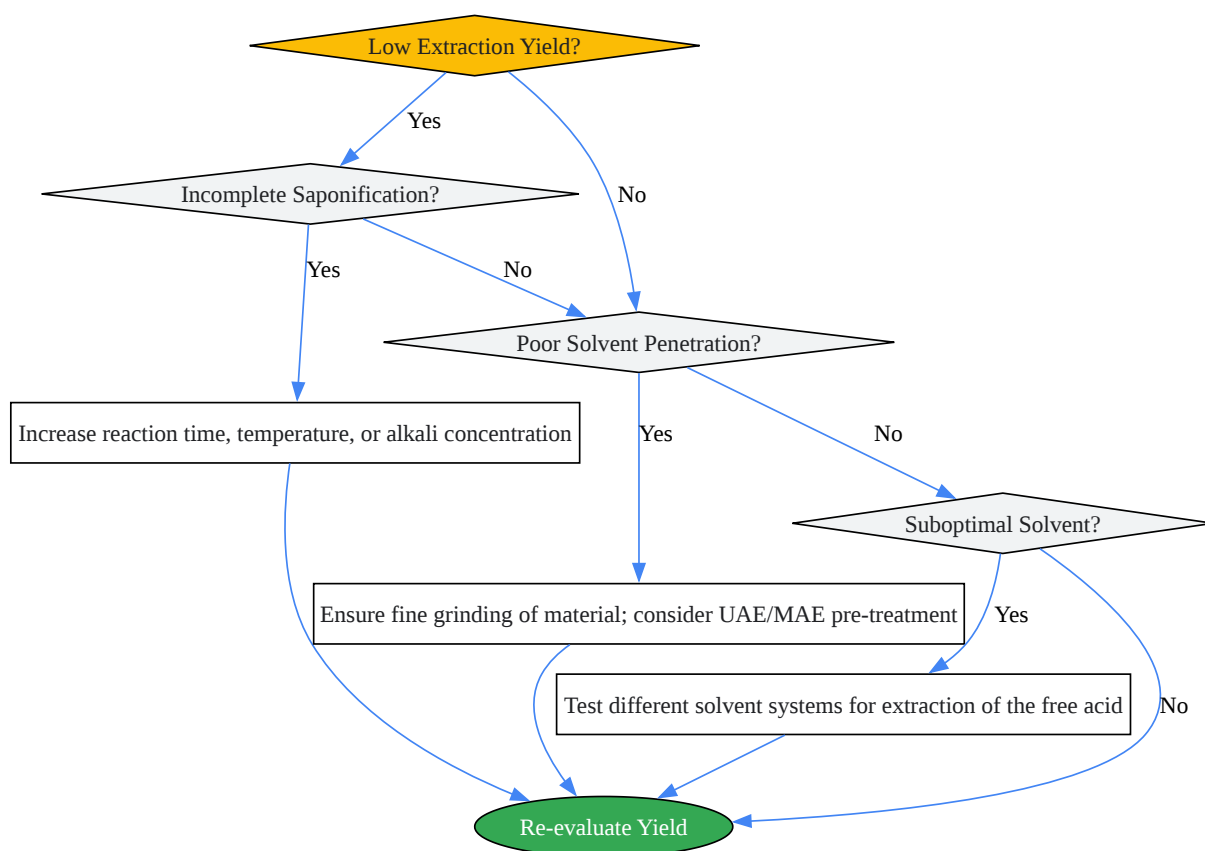 Low Extraction Yield?
Yes
Incomplete Saponification?
No
Yes
No
Poor Solvent Penetration?
Increase reaction time, temperature, or alkali concentration
Yes
No
Suboptimal Solvent?
Ensure fine grinding of material; consider UAE/MAE pre-treatment
Yes
Test different solvent systems for extraction of the free acid
No
Re-evaluate Yield